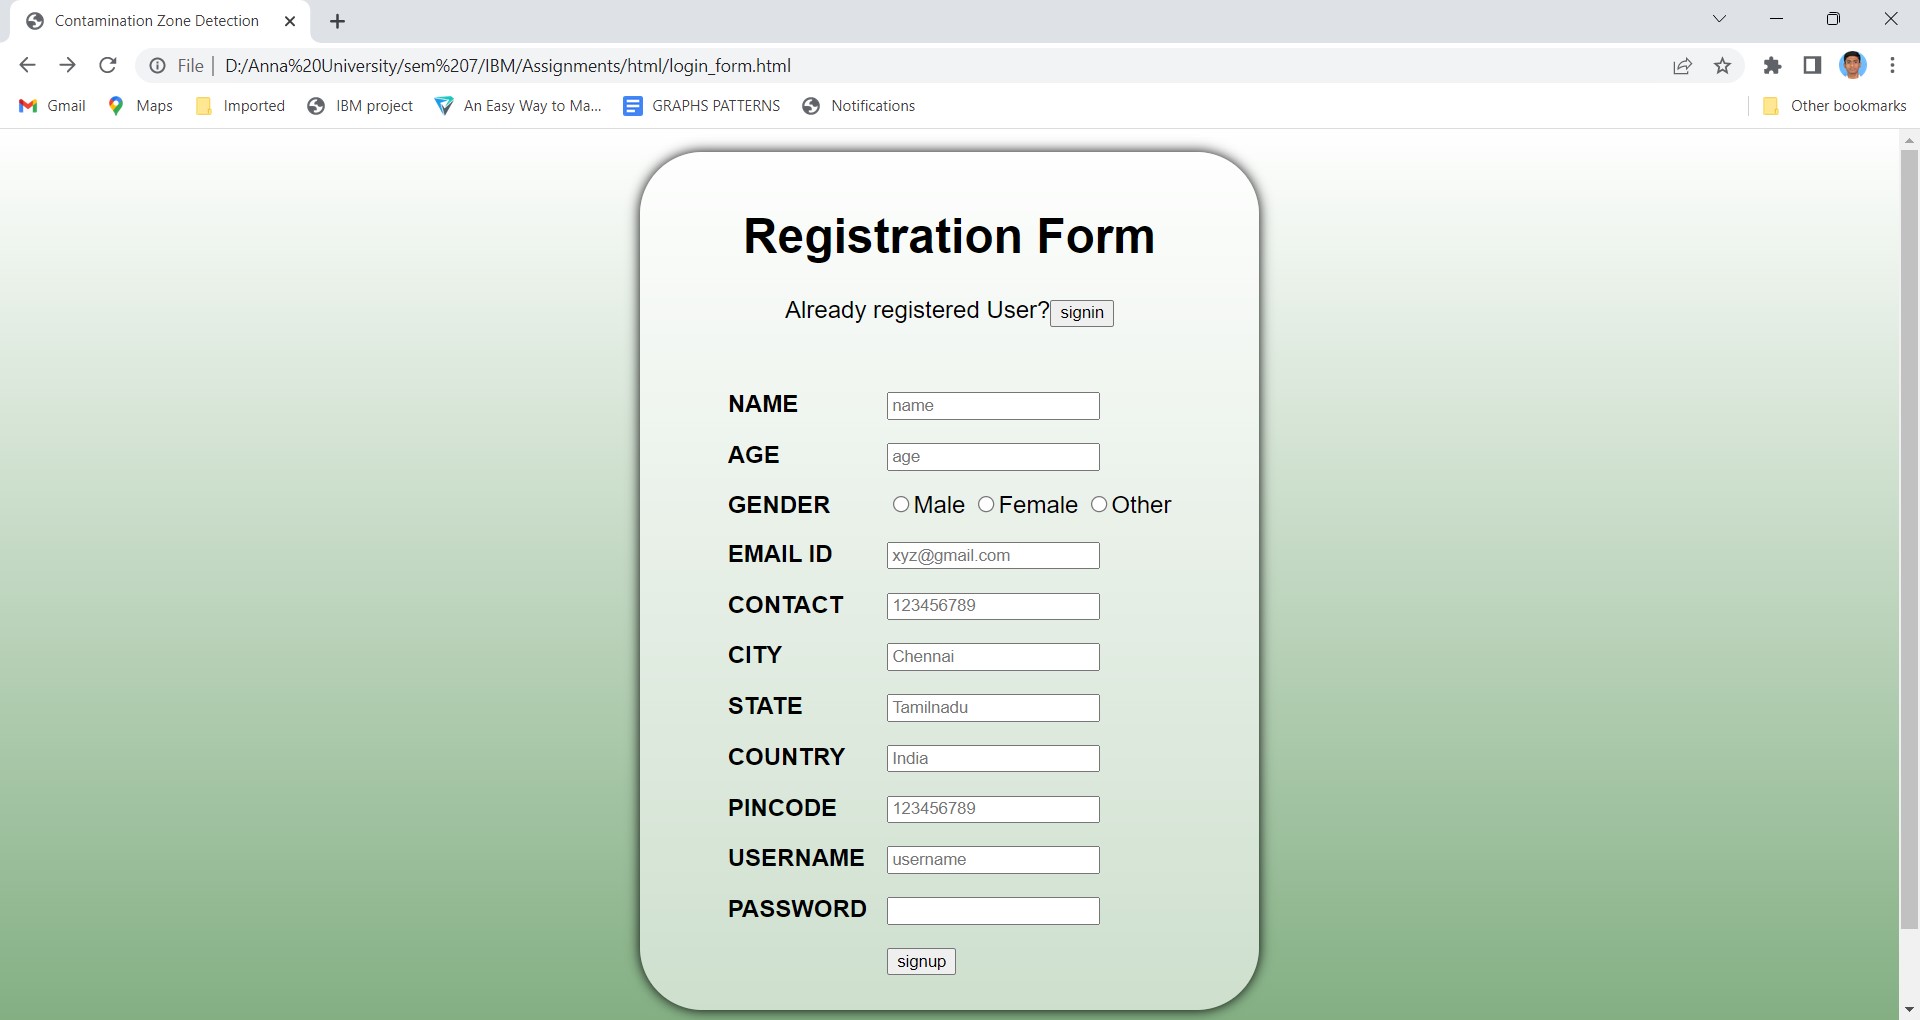 Contamination Zone Detection
File | D:/Anna%20University/sem%207/IBM/Assignments/html/login_form.html
Gmail Maps Imported IBM project An Easy Way to Ma... GRAPHS PATTERNS Notifications Other bookmarks
Registration Form
Already registered User? signin
NAME name
AGE age
GENDER Male Female Other
EMAIL ID xyz@gmail.com
CONTACT 123456789
CITY Chennai
STATE Tamilnadu
COUNTRY India
PINCODE 123456789
USERNAME username
PASSWORD
signup